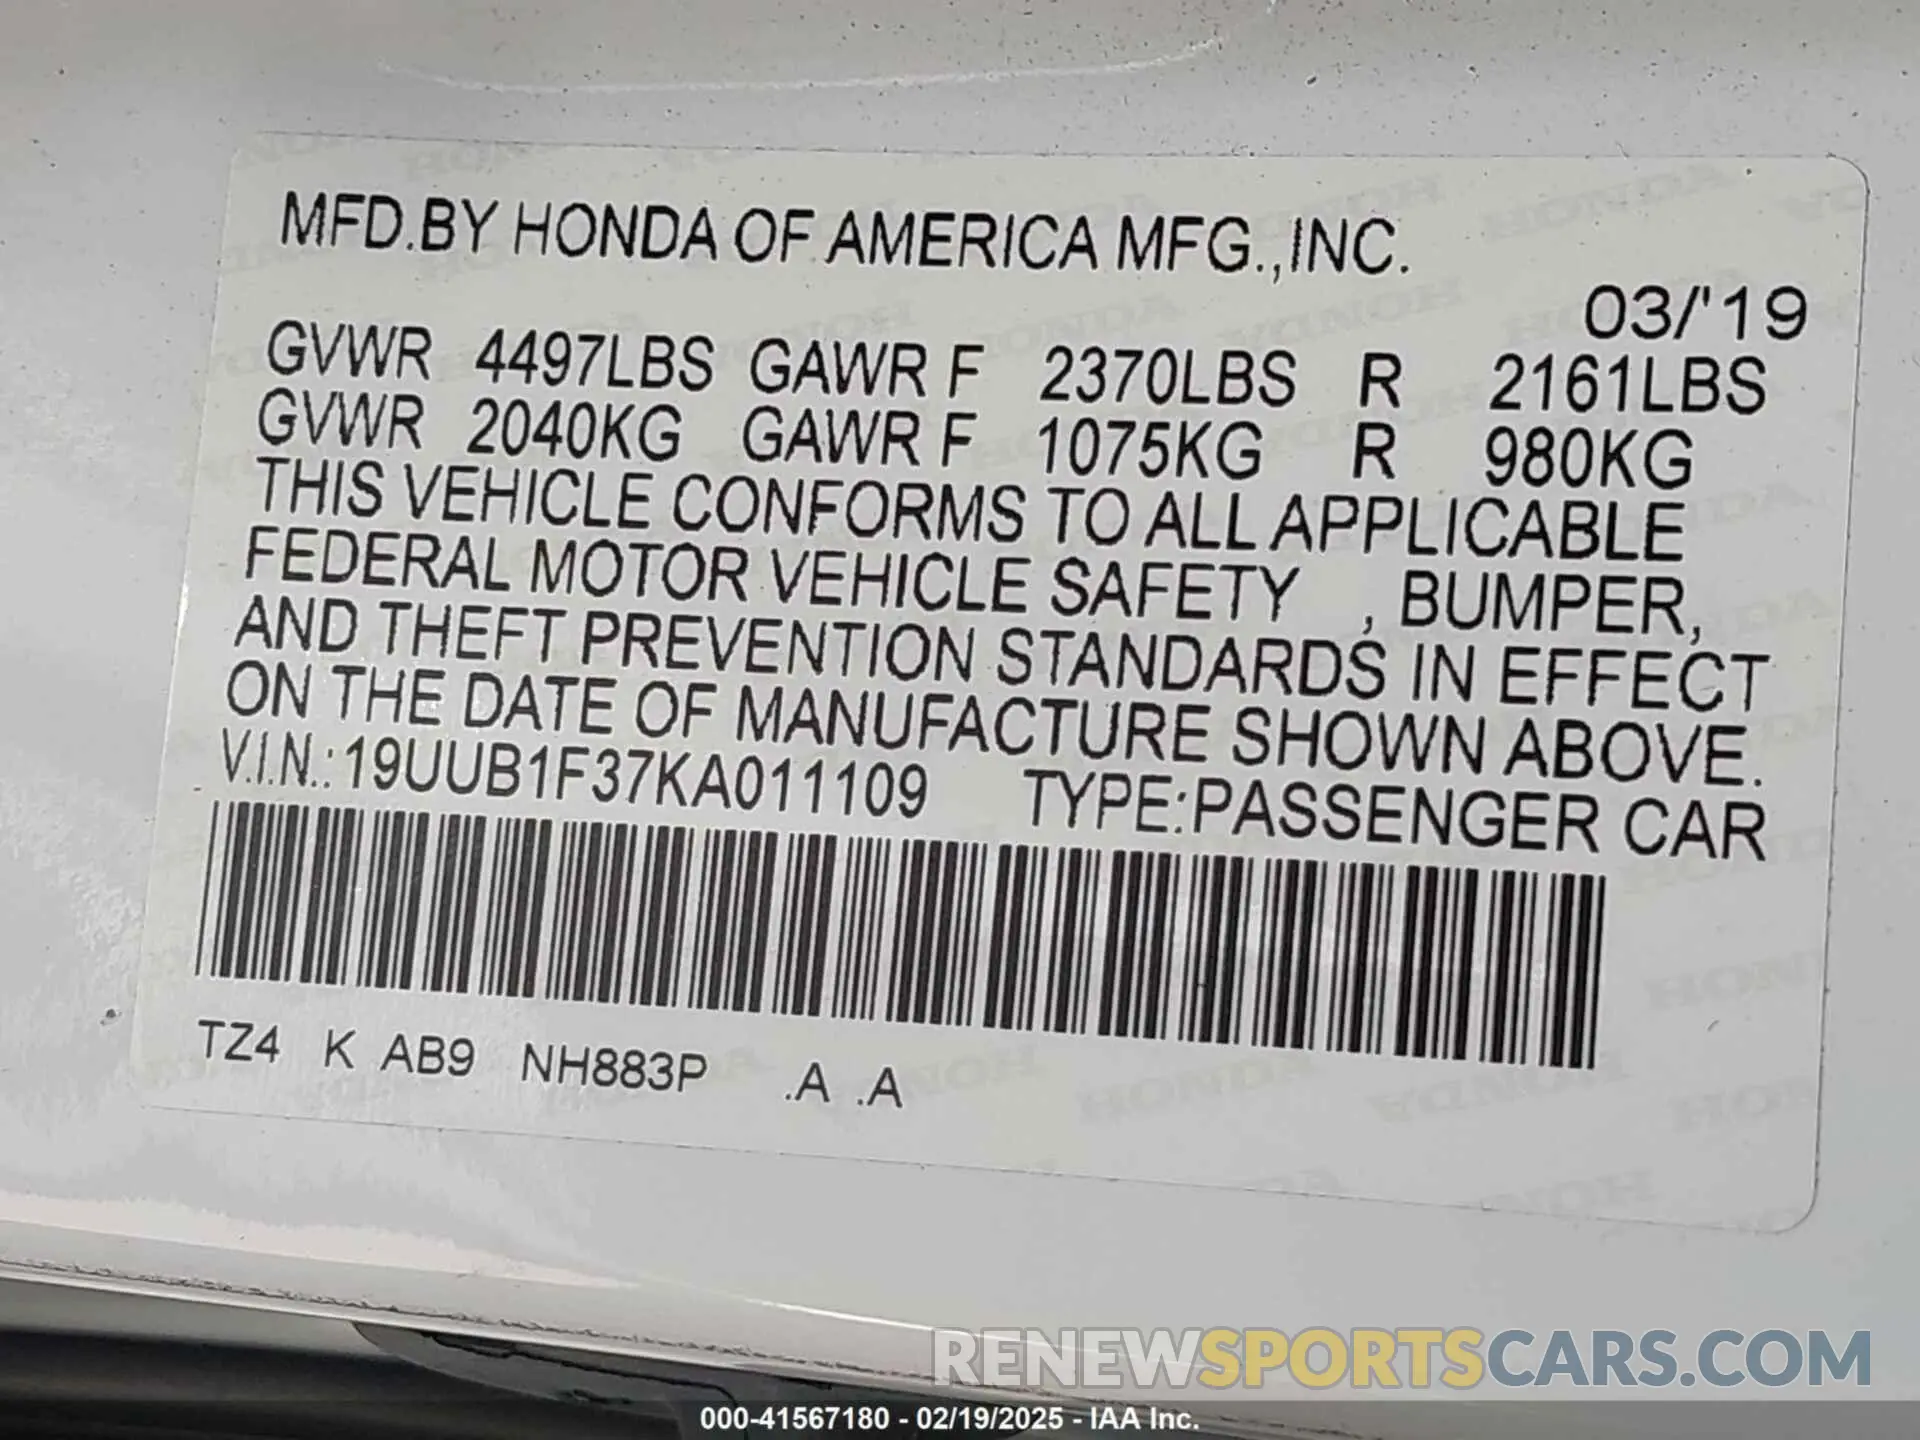 MFD.BY HONDA OF AMERICA MFG.,INC.
03/'19
GVWR 4497LBS GAWR F 2370LBS R 2161LBS
GVWR 2040KG GAWR F 1075KG R 980KG
THIS VEHICLE CONFORMS TO ALL APPLICABLE
FEDERAL MOTOR VEHICLE SAFETY , BUMPER,
AND THEFT PREVENTION STANDARDS IN EFFECT
ON THE DATE OF MANUFACTURE SHOWN ABOVE.
V.I.N.:19UUB1F37KA011109 TYPE:PASSENGER CAR
TZ4 K AB9 NH883P .A .A
RENEWSPORTSCARS.COM
000-41567180 - 02/19/2025 - IAA Inc.